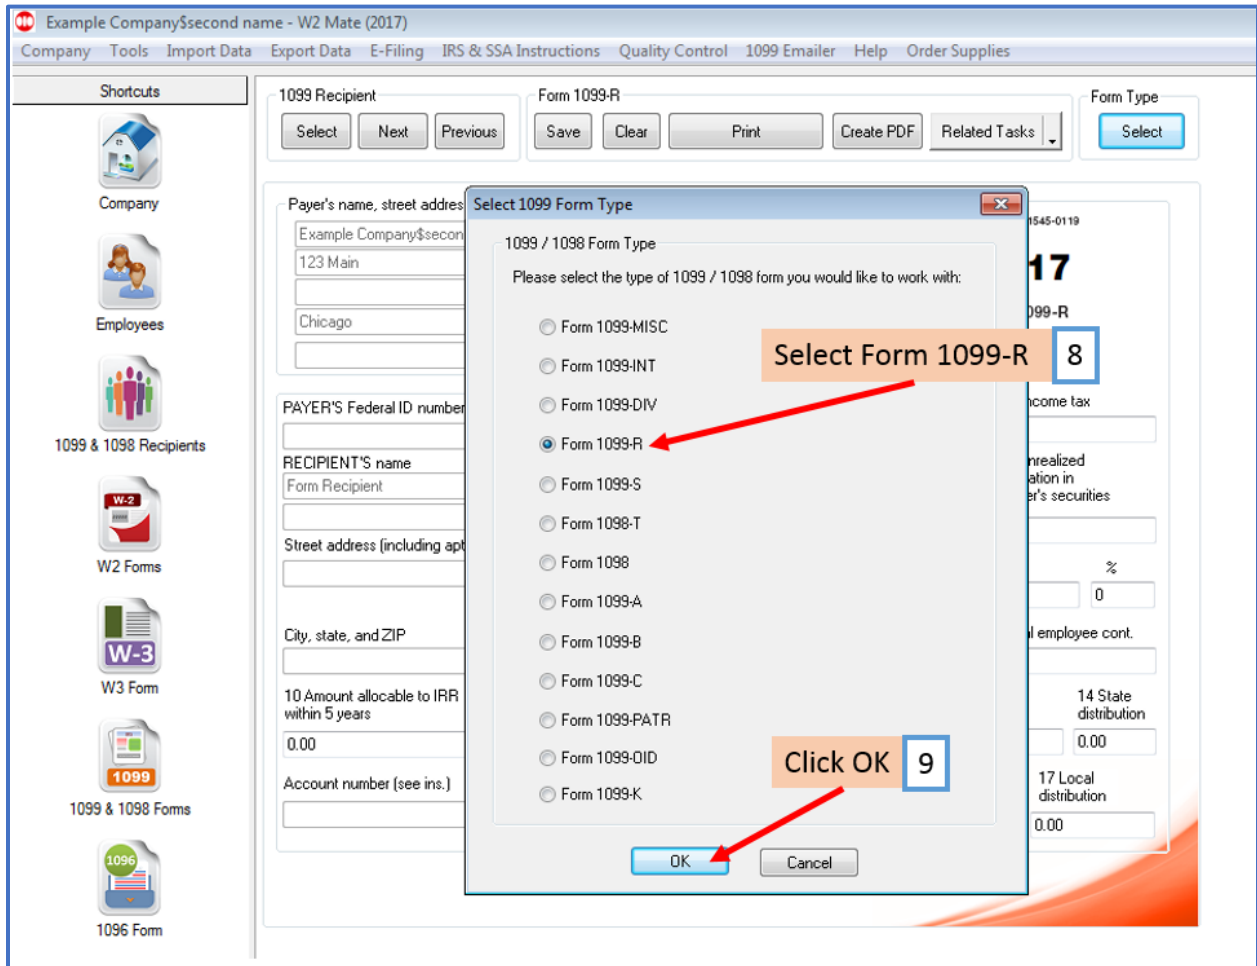 Example Company$second name - W2 Mate (2017)
Company Tools Import Data Export Data E-Filing IRS & SSA Instructions Quality Control 1099 Emailer Help Order Supplies
Shortcuts
Company
Employees
1099 & 1098 Recipients
W-2
W2 Forms
W-3
W3 Form
1099
1099 & 1098 Forms
1096
1096 Form
1099 Recipient
Select Next Previous
Form 1099-R
Save Clear Print Create PDF Related Tasks
Form Type
Select
Payer's name, street addres
Example Company$secon
123 Main
Chicago
PAYER'S Federal ID number
RECIPIENT'S name
Form Recipient
Street address (including apt
City, state, and ZIP
10 Amount allocable to IRR
within 5 years
0.00
Account number (see ins.)
Select 1099 Form Type
1099 / 1098 Form Type
Please select the type of 1099 / 1098 form you would like to work with:
Form 1099-MISC
Form 1099-INT
Form 1099-DIV
Form 1099-R
Form 1099-S
Form 1098-T
Form 1098
Form 1099-A
Form 1099-B
Form 1099-C
Form 1099-PATR
Form 1099-OID
Form 1099-K
OK Cancel
Select Form 1099-R 8
Click OK 9
1545-0119
17
099-R
ncome tax
nrealized
ation in
er's securities
%
0
l employee cont.
14 State
distribution
0.00
17 Local
distribution
0.00